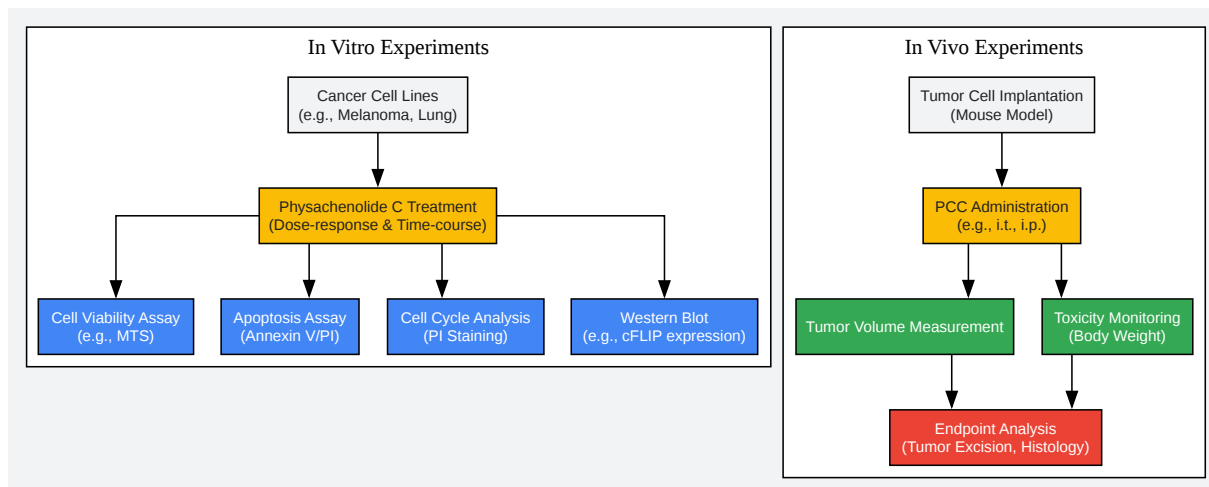 In Vitro Experiments
Cancer Cell Lines
(e.g., Melanoma, Lung)
Physachenolide C Treatment
(Dose-response & Time-course)
Cell Viability Assay
(e.g., MTS)
Apoptosis Assay
(Annexin V/PI)
Cell Cycle Analysis
(PI Staining)
Western Blot
(e.g., cFLIP expression)
In Vivo Experiments
Tumor Cell Implantation
(Mouse Model)
PCC Administration
(e.g., i.t., i.p.)
Tumor Volume Measurement
Toxicity Monitoring
(Body Weight)
Endpoint Analysis
(Tumor Excision, Histology)